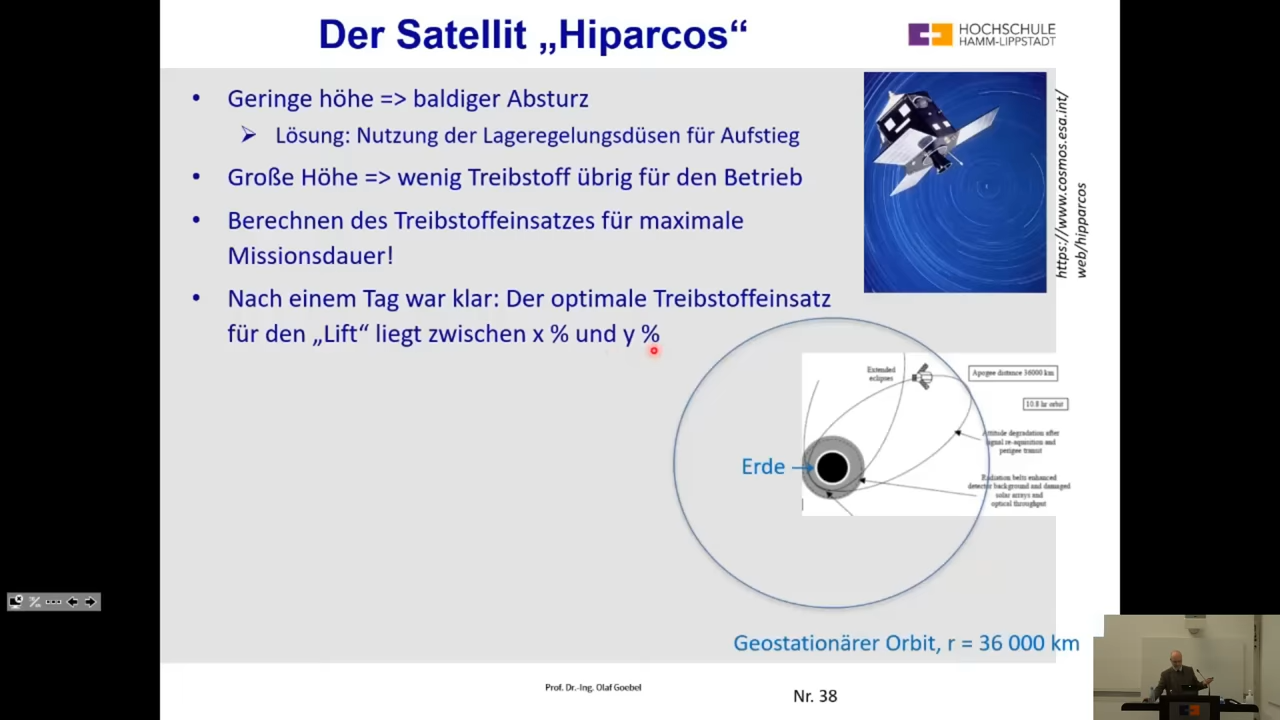 Der Satellit „Hiparcos“
HOCHSCHULE
HAMM-LIPPSTADT
• Geringe höhe => baldiger Absturz
➢ Lösung: Nutzung der Lageregelungsdüsen für Aufstieg
• Große Höhe => wenig Treibstoff übrig für den Betrieb
• Berechnen des Treibstoffeinsatzes für maximale
Missionsdauer!
• Nach einem Tag war klar: Der optimale Treibstoffeinsatz
für den „Lift“ liegt zwischen x % und y %
https://www.cosmos.esa.int/
web/hipparcos
Extended
eclipses
Apogee distance 36000 km
10.8 hr orbit
Attitude degradation after
signal re-aquisition and
perigee transit
Erde
Radiation belts enhanced
detector background and damaged
solar arrays and
optical throughput
Geostationärer Orbit, r = 36 000 km
Prof. Dr.-Ing. Olaf Goebel
Nr. 38